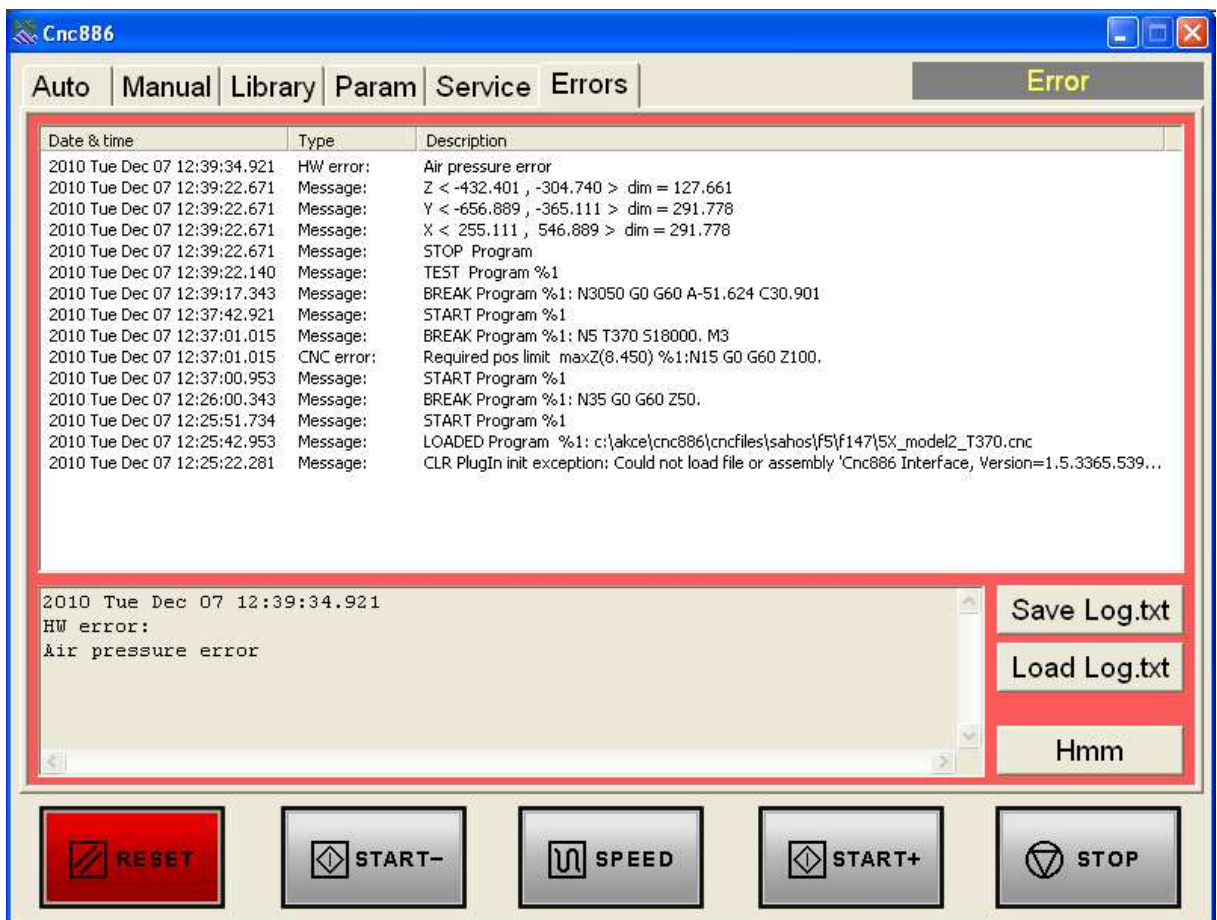 Cnc886
Auto Manual Library Param Service Errors Error
Date & time Type Description
2010 Tue Dec 07 12:39:34.921 HW error: Air pressure error
2010 Tue Dec 07 12:39:22.671 Message: Z < -432.401 , -304.740 > dim = 127.661
2010 Tue Dec 07 12:39:22.671 Message: Y < -656.889 , -365.111 > dim = 291.778
2010 Tue Dec 07 12:39:22.671 Message: X < 255.111 , 546.889 > dim = 291.778
2010 Tue Dec 07 12:39:22.671 Message: STOP Program
2010 Tue Dec 07 12:39:22.140 Message: TEST Program %1
2010 Tue Dec 07 12:39:17.343 Message: BREAK Program %1: N3050 G0 G60 A-51.624 C30.901
2010 Tue Dec 07 12:37:42.921 Message: START Program %1
2010 Tue Dec 07 12:37:01.015 Message: BREAK Program %1: N5 T370 S18000. M3
2010 Tue Dec 07 12:37:01.015 CNC error: Required pos limit maxZ(8.450) %1:N15 G0 G60 Z100.
2010 Tue Dec 07 12:37:00.953 Message: START Program %1
2010 Tue Dec 07 12:26:00.343 Message: BREAK Program %1: N35 G0 G60 Z50.
2010 Tue Dec 07 12:25:51.734 Message: START Program %1
2010 Tue Dec 07 12:25:42.953 Message: LOADED Program %1: c:\akce\cnc886\cncfiles\sahos\f5\f147\5X_model2_T370.cnc
2010 Tue Dec 07 12:25:22.281 Message: CLR PlugIn init exception: Could not load file or assembly 'Cnc886 Interface, Version=1.5.3365.539...
2010 Tue Dec 07 12:39:34.921
HW error:
Air pressure error
Save Log.txt
Load Log.txt
Hmm
RESET START- SPEED START+ STOP